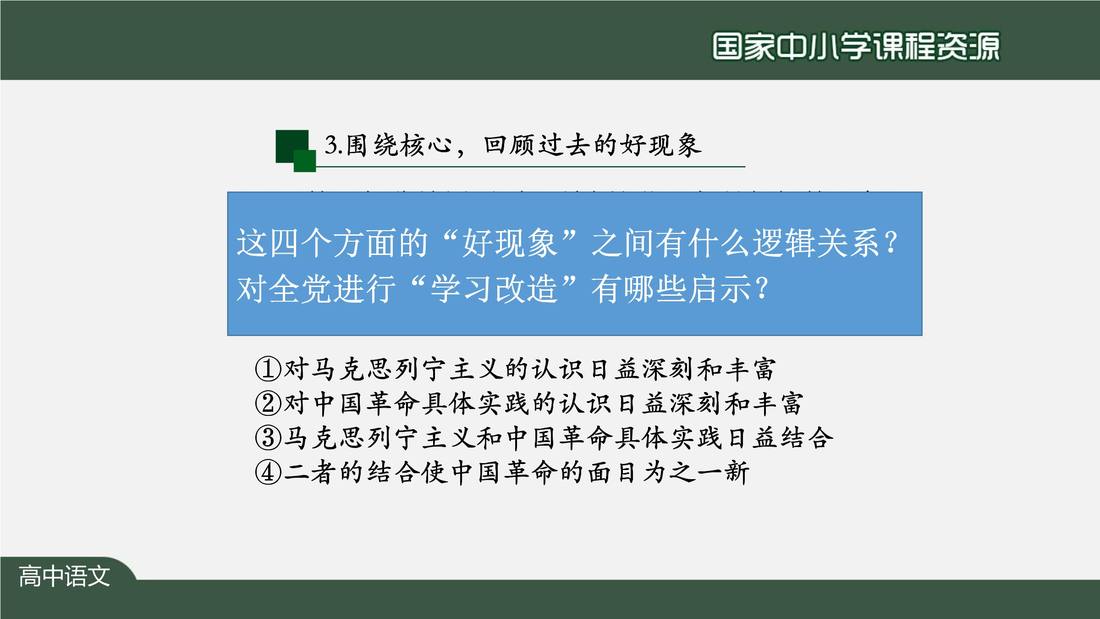 国家中小学课程资源
3.围绕核心，回顾过去的好现象
这四个方面的“好现象”之间有什么逻辑关系？
对全党进行“学习改造”有哪些启示？
①对马克思列宁主义的认识日益深刻和丰富
②对中国革命具体实践的认识日益深刻和丰富
③马克思列宁主义和中国革命具体实践日益结合
④二者的结合使中国革命的面目为之一新
高中语文